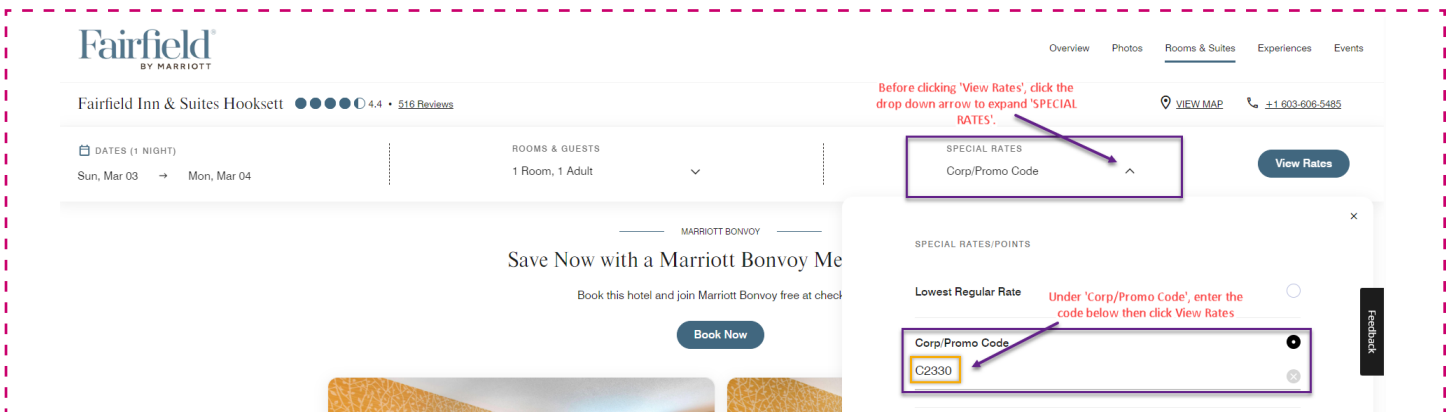 Fairfield
BY MARRIOTT
Overview Photos Rooms & Suites Experiences Events
Fairfield Inn & Suites Hooksett 4.4 • 516 Reviews
Before clicking 'View Rates', click the
drop down arrow to expand 'SPECIAL
RATES'.
VIEW MAP +1 603-606-5485
DATES (1 NIGHT)
Sun, Mar 03 → Mon, Mar 04
ROOMS & GUESTS
1 Room, 1 Adult
SPECIAL RATES
Corp/Promo Code
View Rates
MARRIOTT BONVOY
Save Now with a Marriott Bonvoy Me
Book this hotel and join Marriott Bonvoy free at check
Book Now
SPECIAL RATES/POINTS
Lowest Regular Rate
Under 'Corp/Promo Code', enter the
code below then click View Rates
Corp/Promo Code
C2330
Feedback